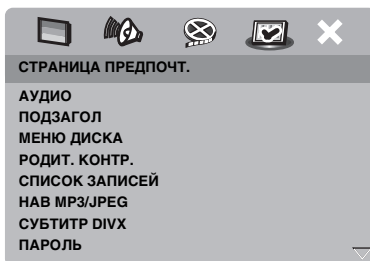 СТРАНИЦА ПРЕДПОЧТ.
АУДИО
ПОДЗАГОЛ
МЕНЮ ДИСКА
РОДИТ. КОНТР.
СПИСОК ЗАПИСЕЙ
НАВ MP3/JPEG
СУБТИТР DIVX
ПАРОЛЬ